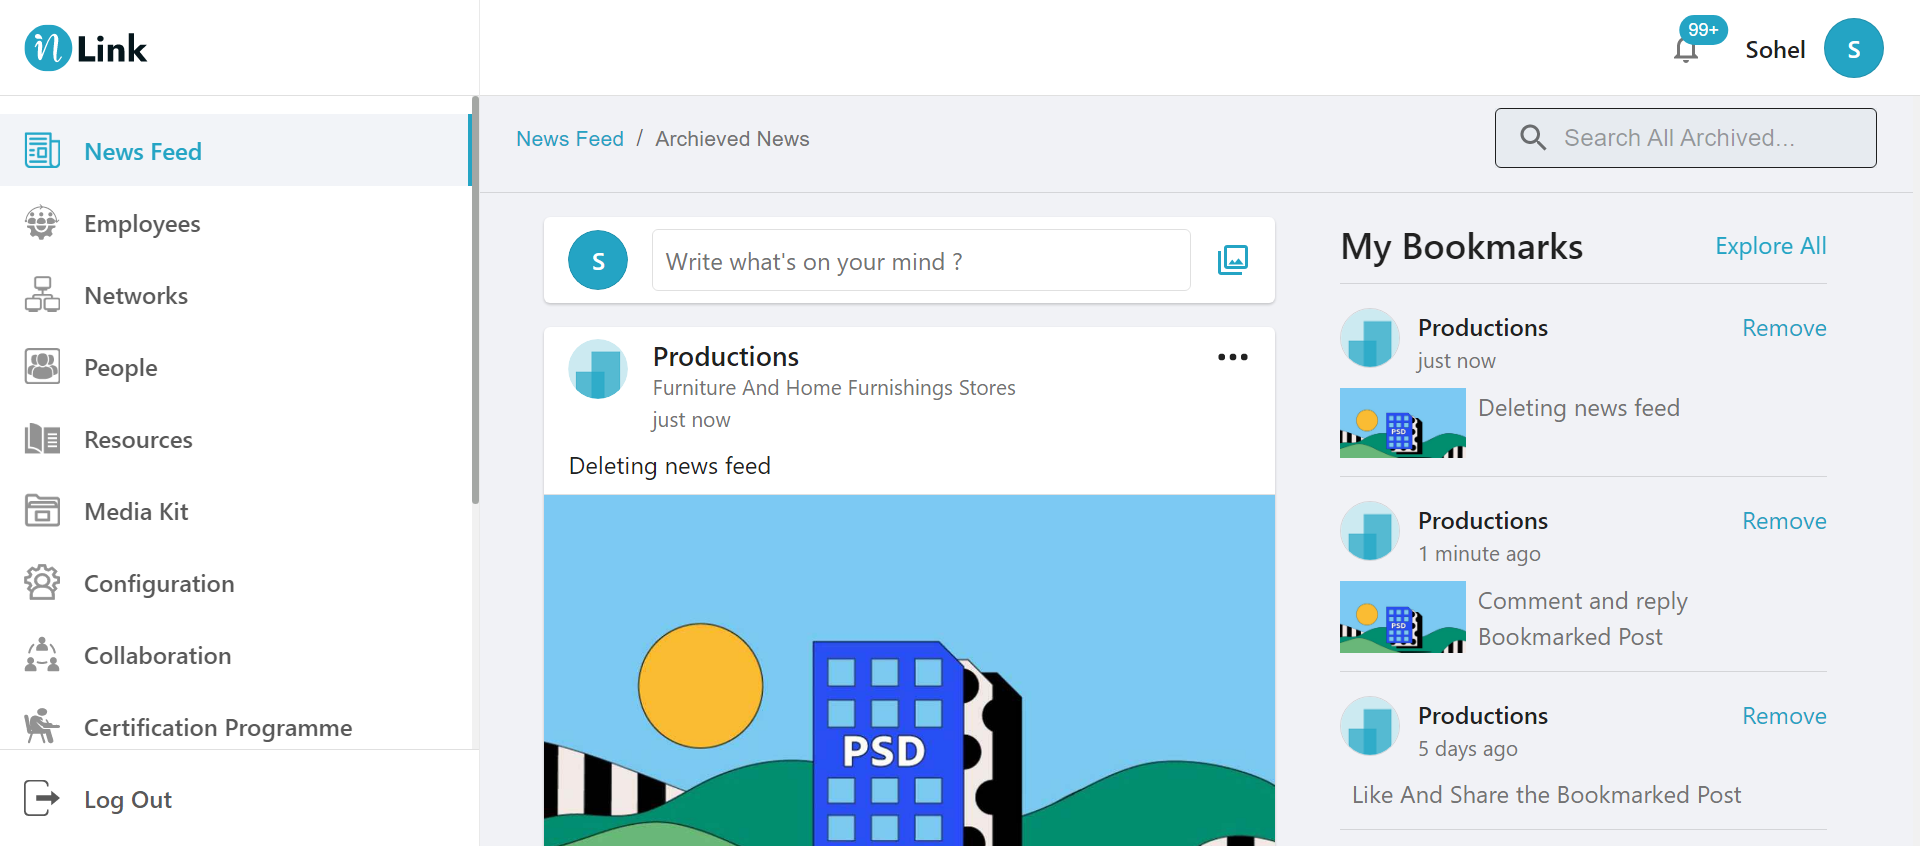 n Link
99+
Sohel
S
News Feed
Employees
Networks
People
Resources
Media Kit
Configuration
Collaboration
Certification Programme
Log Out
News Feed / Archieved News
Search All Archived...
S
Write what's on your mind ?
Productions
Furniture And Home Furnishings Stores
just now
Deleting news feed
PSD
My Bookmarks
Explore All
Productions
Remove
just now
PSD
Deleting news feed
Productions
Remove
1 minute ago
PSD
Comment and reply
Bookmarked Post
Productions
Remove
5 days ago
Like And Share the Bookmarked Post